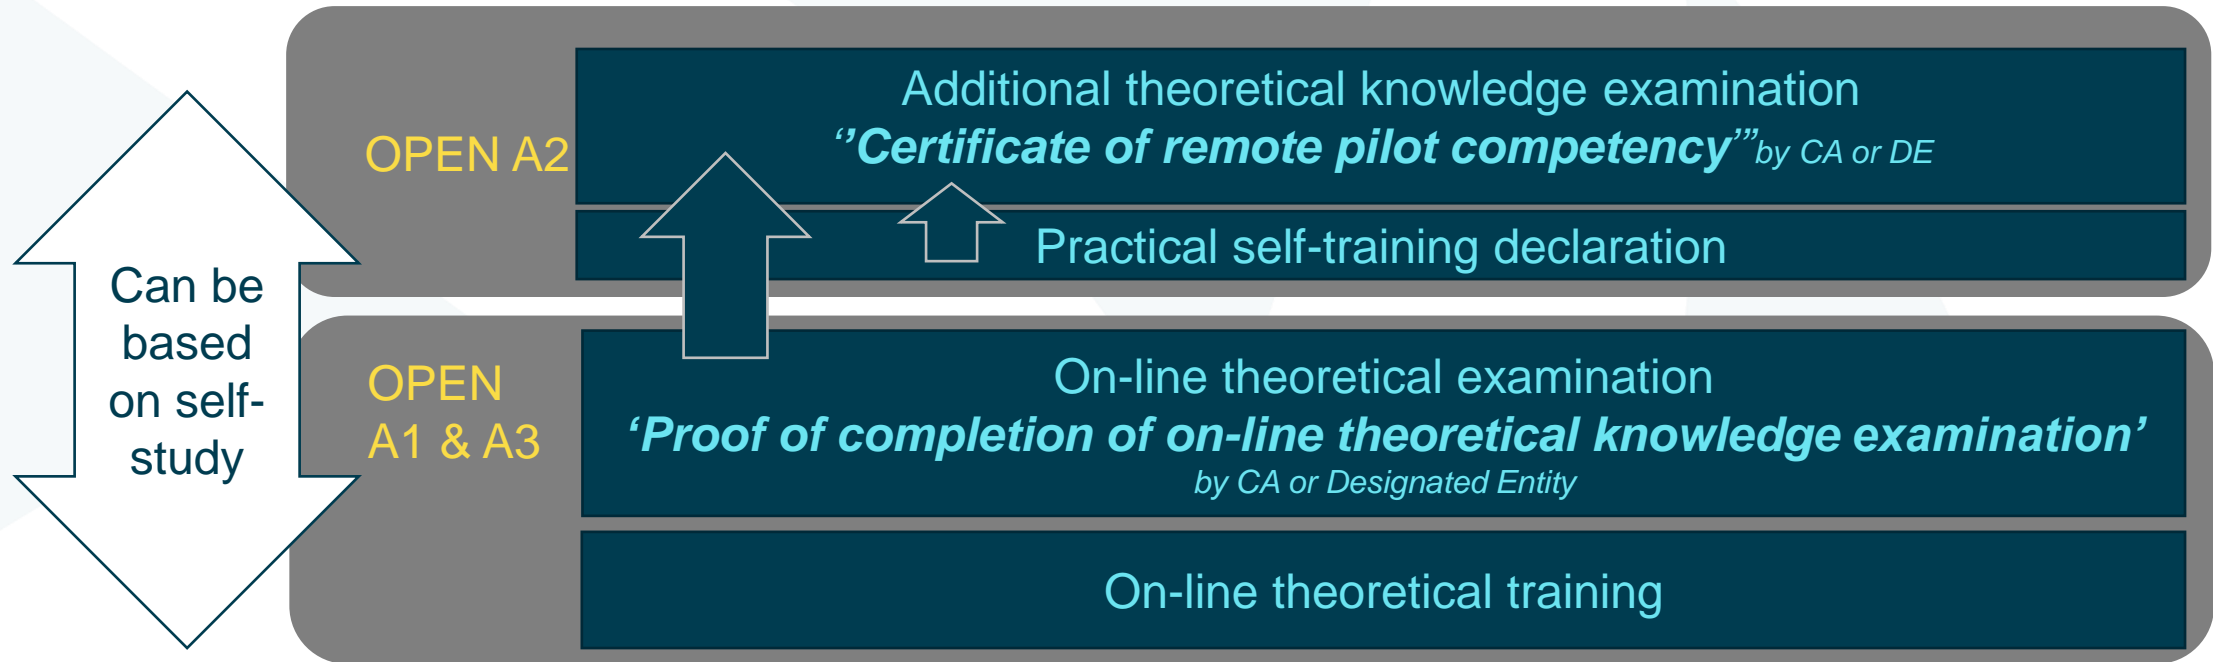 Can be
based
on self-
study
OPEN A2
Additional theoretical knowledge examination
‘’Certificate of remote pilot competency’” by CA or DE
Practical self-training declaration
OPEN
A1 & A3
On-line theoretical examination
‘Proof of completion of on-line theoretical knowledge examination’
by CA or Designated Entity
On-line theoretical training